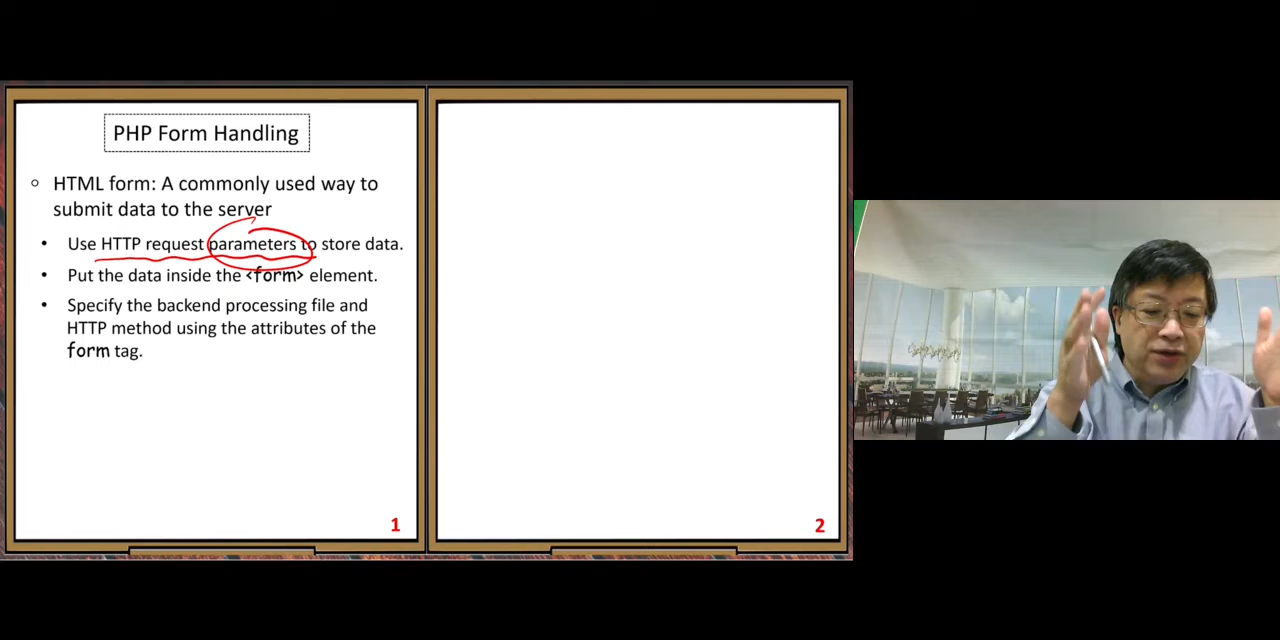 PHP Form Handling
HTML form: A commonly used way to
submit data to the server
Use HTTP request parameters to store data.
Put the data inside the <form> element.
Specify the backend processing file and
HTTP method using the attributes of the
form tag.
1
2